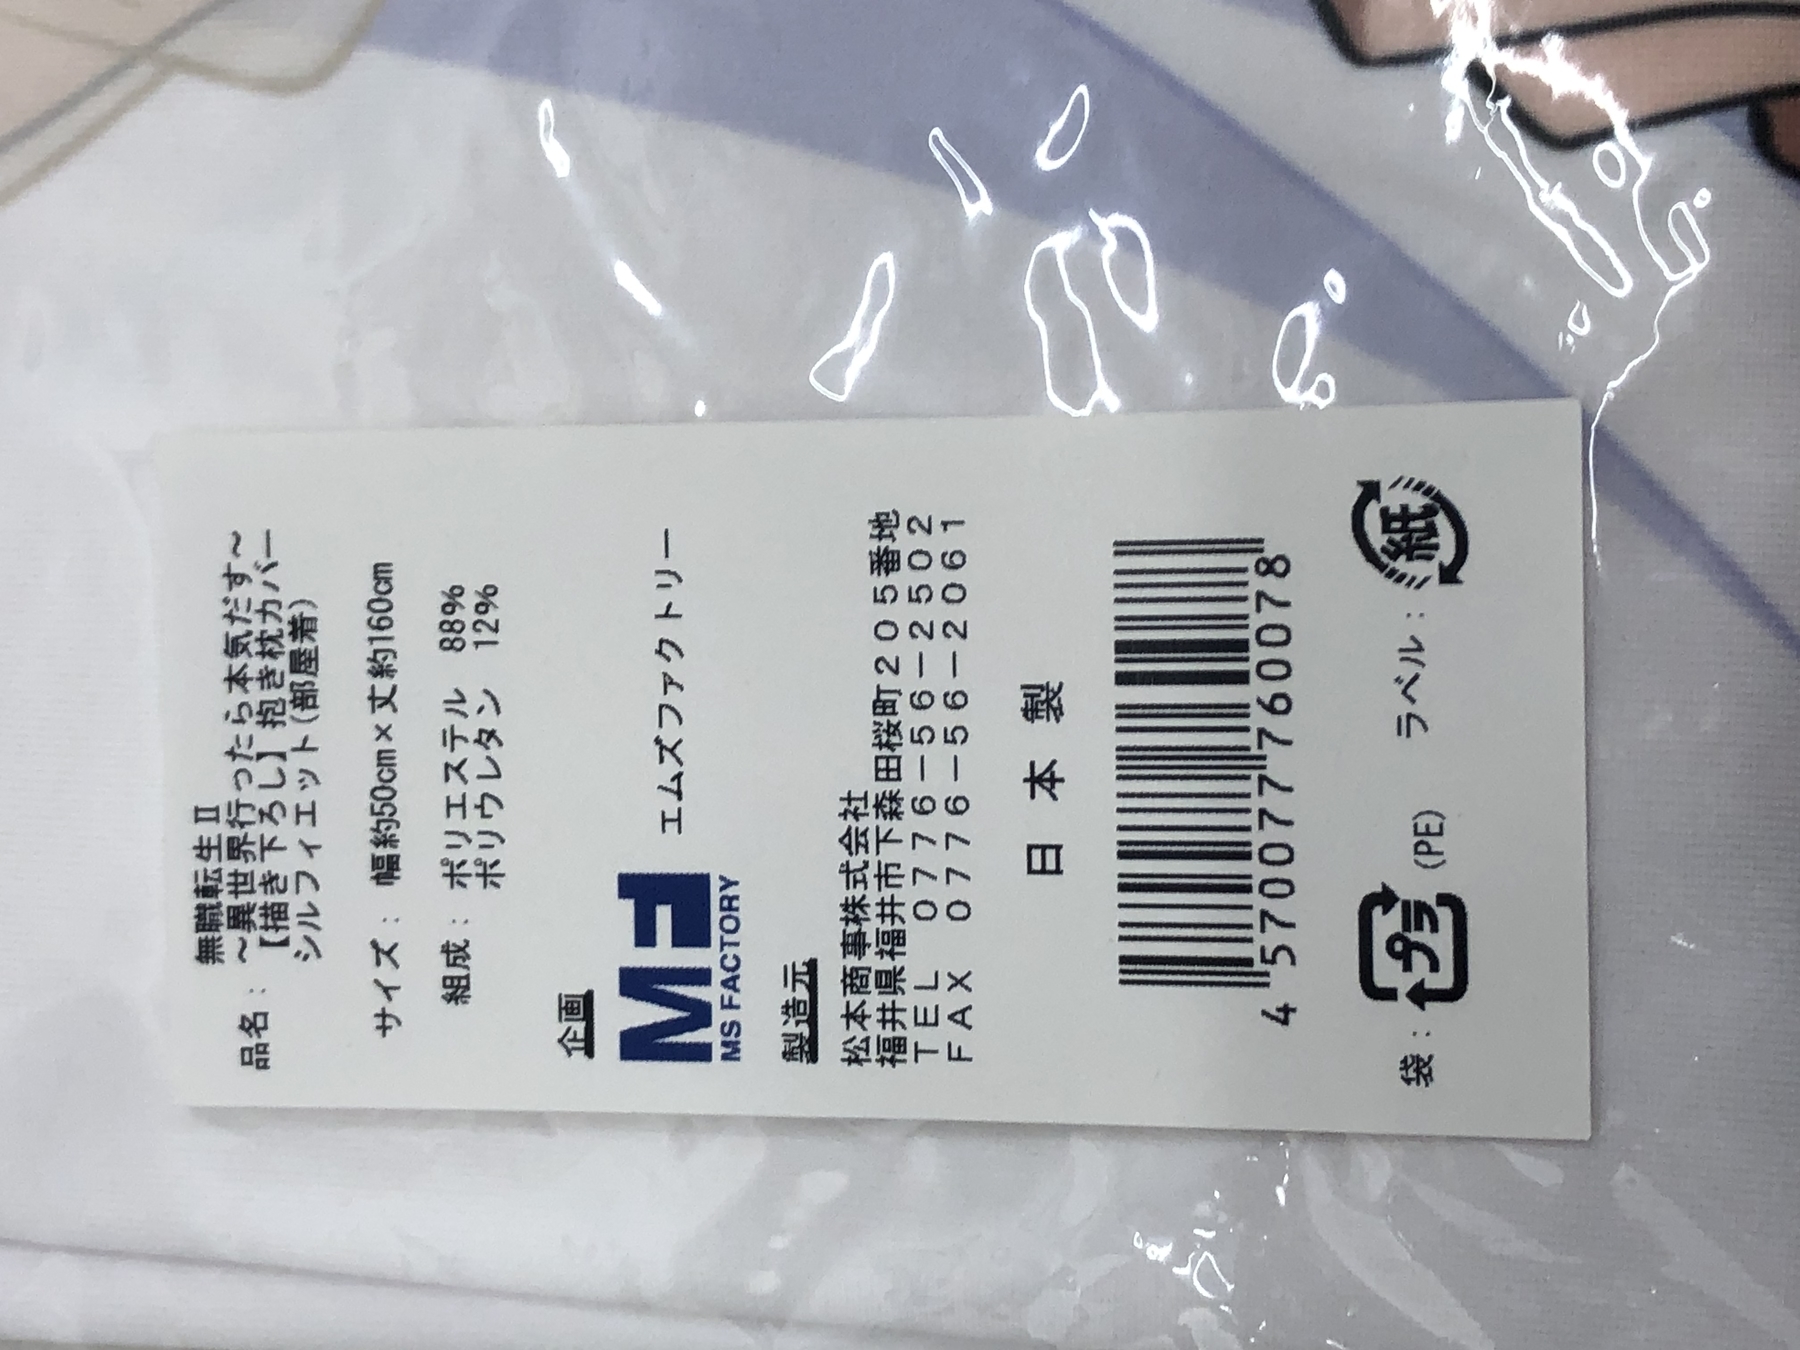 品名： 無職転生Ⅱ
～異世界行ったら本気だす～
【描き下ろし】抱き枕カバー
シルフィエット（部屋着）
サイズ： 幅約50cm×丈約160cm
組成： ポリエステル 88%
ポリウレタン 12%
企画
MF エムズファクトリー
MS FACTORY
製造元
松本商事株式会社
福井県福井市下森田桜町２０５番地
ＴＥＬ ０７７６－５６－２５０２
ＦＡＸ ０７７６－５６－２０６１
日本製
4570077760078
袋： プラ (PE) ラベル： 紙